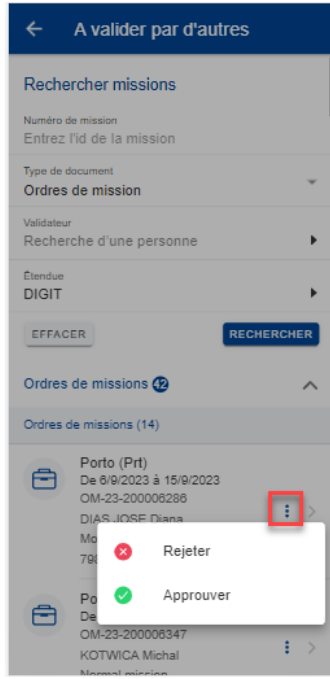 A valider par d'autres
Rechercher missions
Numéro de mission
Entrez l'id de la mission
Type de document
Ordres de mission
Validateur
Recherche d'une personne
Étendue
DIGIT
EFFACER
RECHERCHER
Ordres de missions 42
Ordres de missions (14)
Porto (Prt)
De 6/9/2023 à 15/9/2023
OM-23-200006286
DIAS JOSE Diana
Rejeter
Approuver
De
OM-23-200006347
KOTWICA Michal
Normal mission